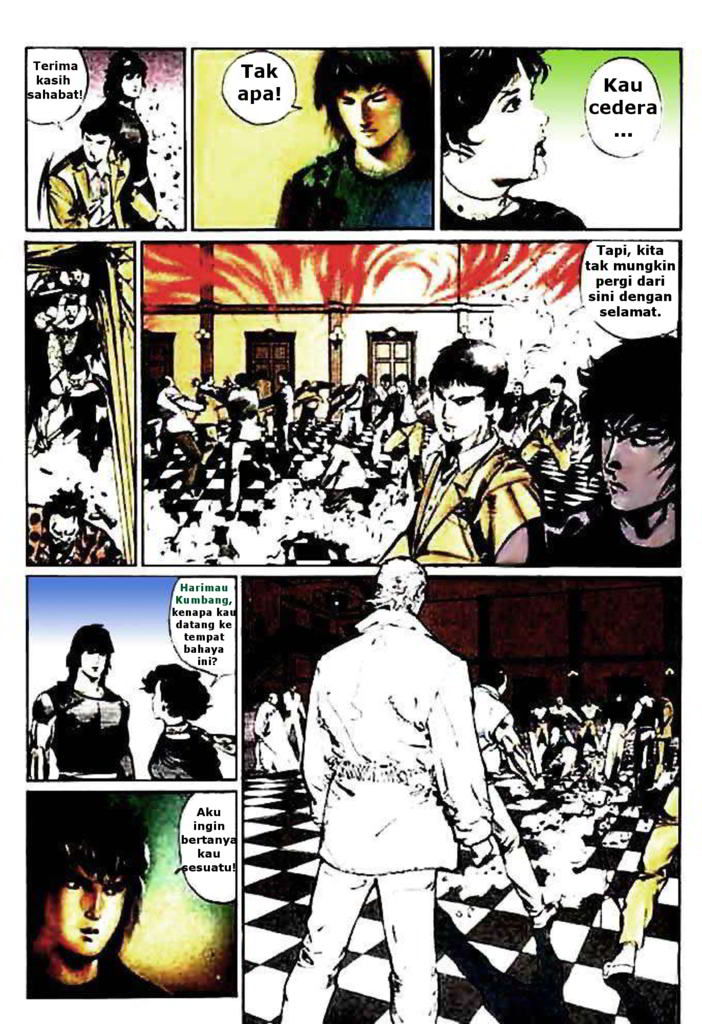 Terima
kasih
sahabat!
Tak
apa!
Kau
cedera
...
Tapi, kita
tak mungkin
pergi dari
sini dengan
selamat.
Harimau
Kumbang,
kenapa kau
datang ke
tempat
bahaya
ini?
Aku
ingin
bertanya
kau
sesuatu!